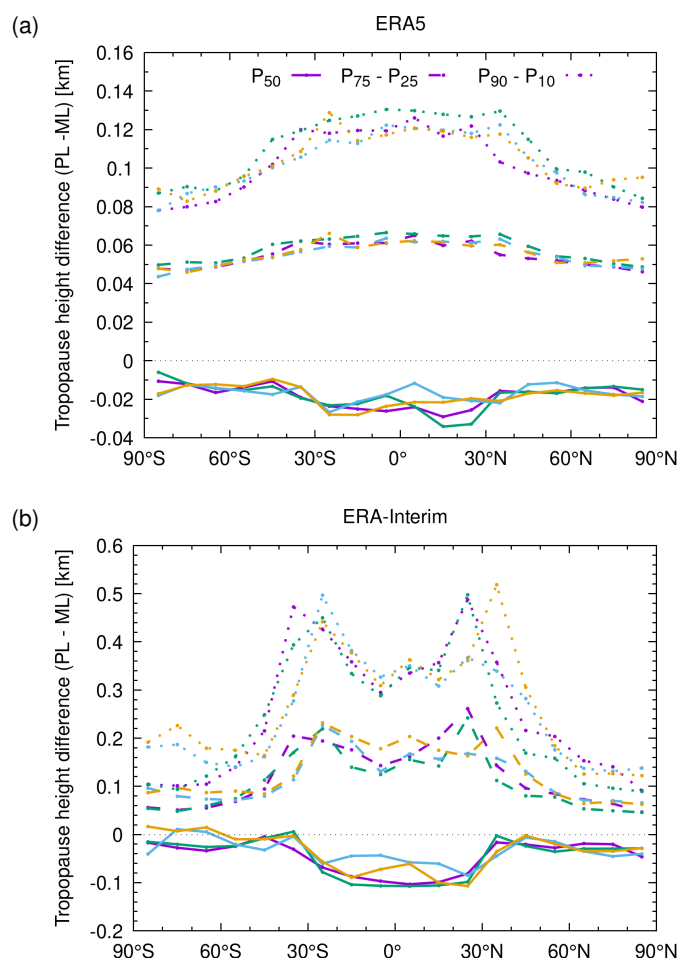 (a)
ERA5
Tropopause height difference (PL -ML) [km]
P50 P75 - P25 P90 - P10
0.16
0.14
0.12
0.1
0.08
0.06
0.04
0.02
0
-0.02
-0.04
90°S 60°S 30°S 0° 30°N 60°N 90°N
(b)
ERA-Interim
Tropopause height difference (PL - ML) [km]
0.6
0.5
0.4
0.3
0.2
0.1
0
-0.1
-0.2
90°S 60°S 30°S 0° 30°N 60°N 90°N